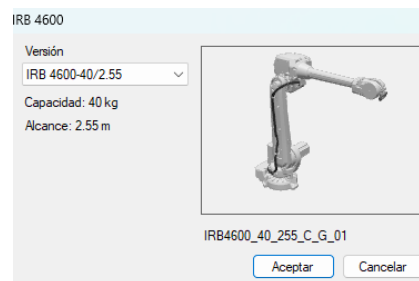 IRB 4600
Versión
IRB 4600-40/2.55
Capacidad: 40 kg
Alcance: 2.55 m
IRB4600_40_255_C_G_01
Aceptar
Cancelar